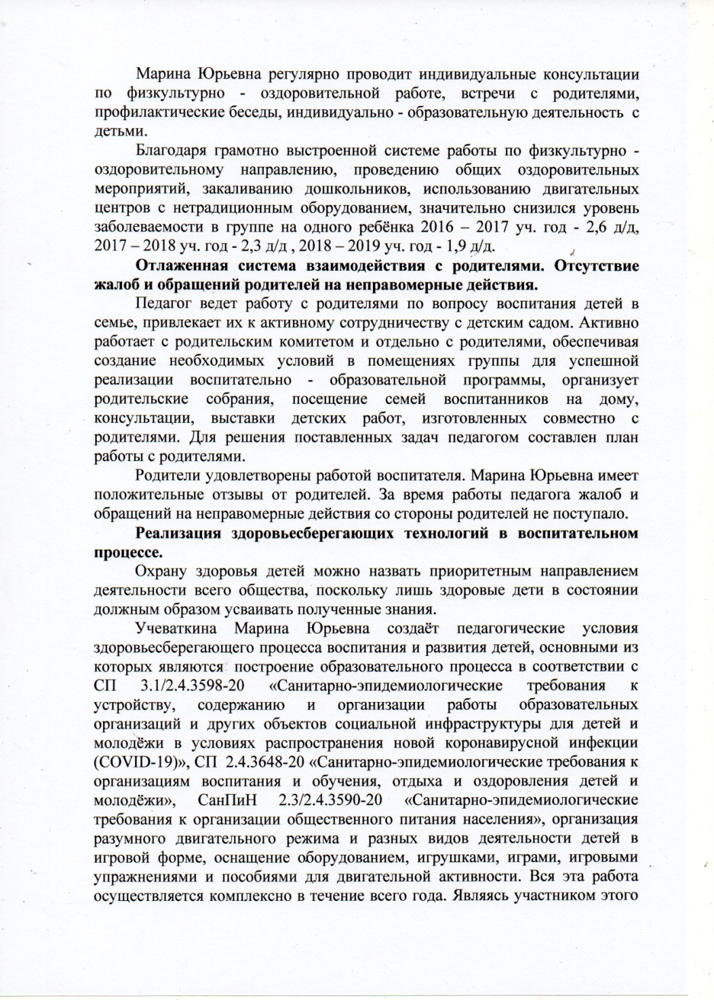 Марина Юрьевна регулярно проводит индивидуальные консультации
по физкультурно - оздоровительной работе, встречи с родителями,
профилактические беседы, индивидуально - образовательную деятельность с
детьми.
Благодаря грамотно выстроенной системе работы по физкультурно -
оздоровительному направлению, проведению общих оздоровительных
мероприятий, закаливанию дошкольников, использованию двигательных
центров с нетрадиционным оборудованием, значительно снизился уровень
заболеваемости в группе на одного ребёнка 2016 – 2017 уч. год - 2,6 д/д,
2017 – 2018 уч. год - 2,3 д/д , 2018 – 2019 уч. год - 1,9 д/д.
Отлаженная система взаимодействия с родителями. Отсутствие
жалоб и обращений родителей на неправомерные действия.
Педагог ведет работу с родителями по вопросу воспитания детей в
семье, привлекает их к активному сотрудничеству с детским садом. Активно
работает с родительским комитетом и отдельно с родителями, обеспечивая
создание необходимых условий в помещениях группы для успешной
реализации воспитательно - образовательной программы, организует
родительские собрания, посещение семей воспитанников на дому,
консультации, выставки детских работ, изготовленных совместно с
родителями. Для решения поставленных задач педагогом составлен план
работы с родителями.
Родители удовлетворены работой воспитателя. Марина Юрьевна имеет
положительные отзывы от родителей. За время работы педагога жалоб и
обращений на неправомерные действия со стороны родителей не поступало.
Реализация здоровьесберегающих технологий в воспитательном
процессе.
Охрану здоровья детей можно назвать приоритетным направлением
деятельности всего общества, поскольку лишь здоровые дети в состоянии
должным образом усваивать полученные знания.
Учеваткина Марина Юрьевна создаёт педагогические условия
здоровьесберегающего процесса воспитания и развития детей, основными из
которых являются построение образовательного процесса в соответствии с
СП 3.1/2.4.3598-20 «Санитарно-эпидемиологические требования к
устройству, содержанию и организации работы образовательных
организаций и других объектов социальной инфраструктуры для детей и
молодёжи в условиях распространения новой коронавирусной инфекции
(COVID-19)», СП 2.4.3648-20 «Санитарно-эпидемиологические требования к
организациям воспитания и обучения, отдыха и оздоровления детей и
молодёжи», СанПиН 2.3/2.4.3590-20 «Санитарно-эпидемиологические
требования к организации общественного питания населения», организация
разумного двигательного режима и разных видов деятельности детей в
игровой форме, оснащение оборудованием, игрушками, играми, игровыми
упражнениями и пособиями для двигательной активности. Вся эта работа
осуществляется комплексно в течение всего года. Являясь участником этого